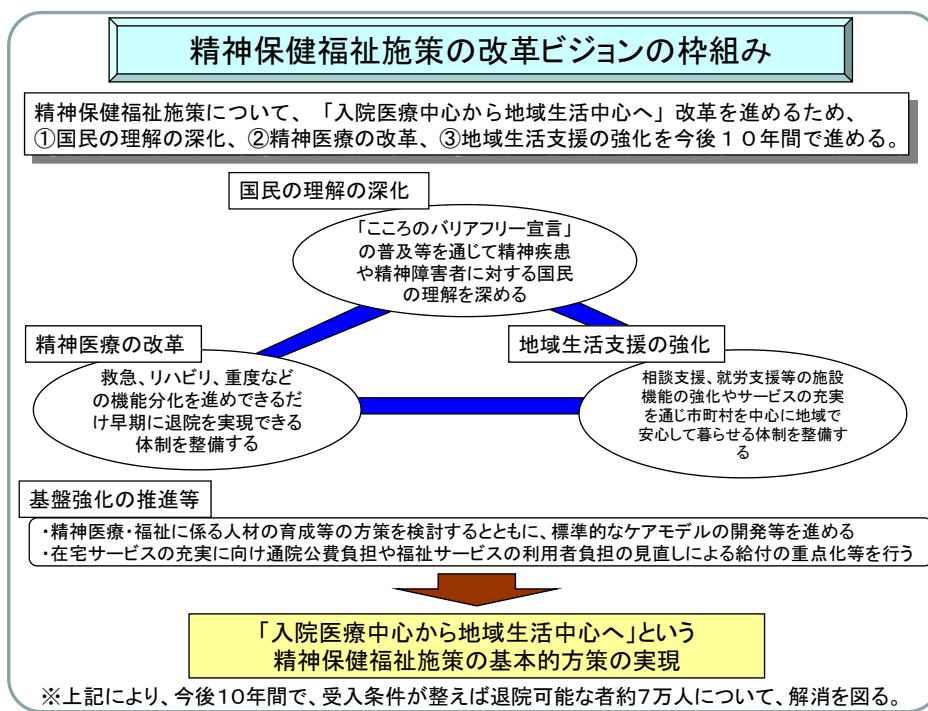 精神保健福祉施策の改革ビジョンの枠組み
精神保健福祉施策について、「入院医療中心から地域生活中心へ」改革を進めるため、
①国民の理解の深化、②精神医療の改革、③地域生活支援の強化を今後１０年間で進める。
国民の理解の深化
「こころのバリアフリー宣言」
の普及等を通じて精神疾患
や精神障害者に対する国民
の理解を深める
精神医療の改革
救急、リハビリ、重度など
の機能分化を進めできるだ
け早期に退院を実現できる
体制を整備する
地域生活支援の強化
相談支援、就労支援等の施設
機能の強化やサービスの充実
を通じ市町村を中心に地域で
安心して暮らせる体制を整備す
る
基盤強化の推進等
・精神医療・福祉に係る人材の育成等の方策を検討するとともに、標準的なケアモデルの開発等を進める
・在宅サービスの充実に向け通院公費負担や福祉サービスの利用者負担の見直しによる給付の重点化等を行う
「入院医療中心から地域生活中心へ」という
精神保健福祉施策の基本的方策の実現
※上記により、今後１０年間で、受入条件が整えば退院可能な者約７万人について、解消を図る。